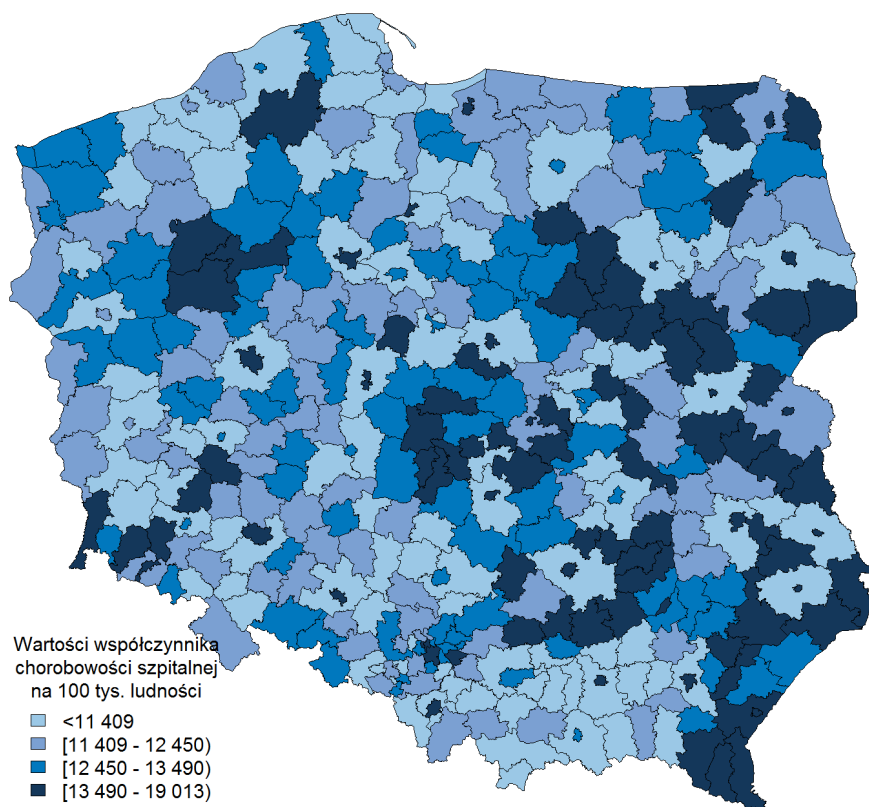 Wartości współczynnika
chorobowości szpitalnej
na 100 tys. ludności
<11 409
[11 409 - 12 450)
[12 450 - 13 490)
[13 490 - 19 013)